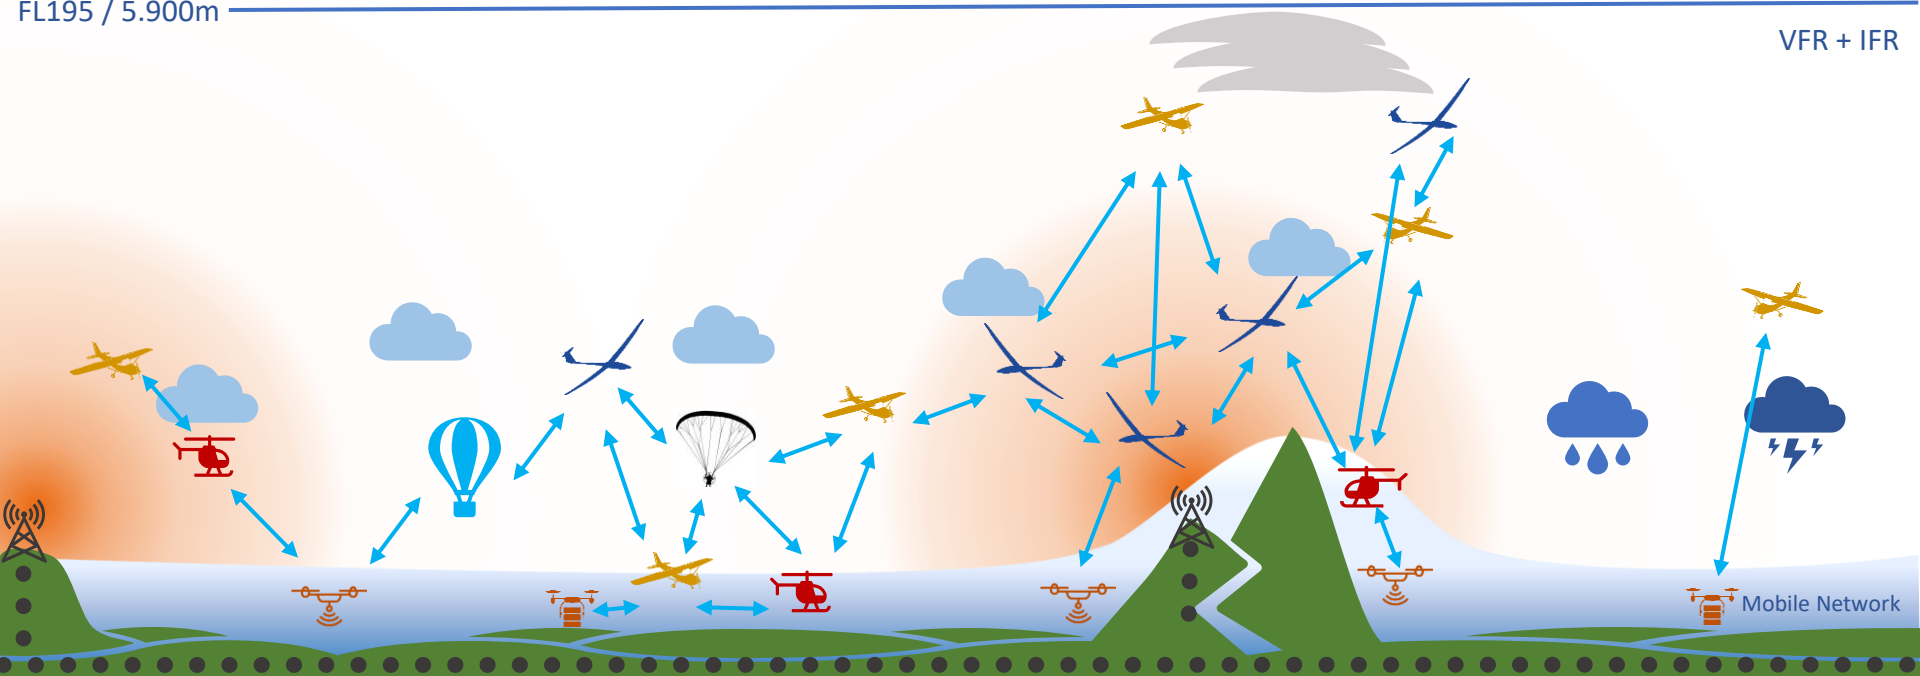 FL195 / 5.900m
VFR + IFR
Mobile Network